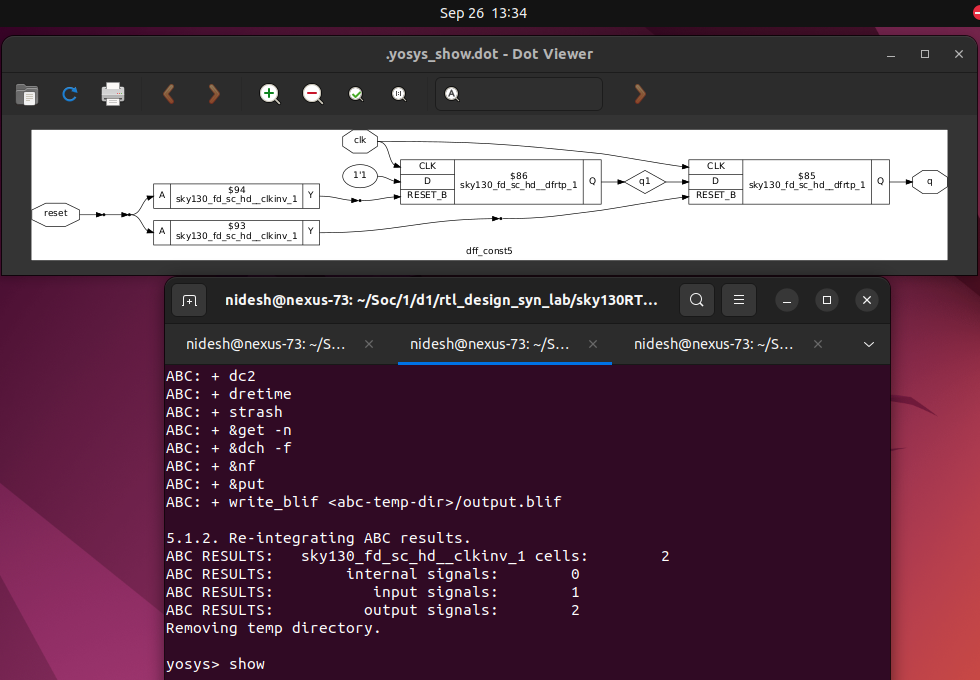 Sep 26 13:34
.yosys_show.dot - Dot Viewer
clk
1'1
CLK
D
RESET_B
$86
sky130_fd_sc_hd__dfrtp_1
Q
q1
CLK
D
RESET_B
$85
sky130_fd_sc_hd__dfrtp_1
Q
q
reset
A
$94
sky130_fd_sc_hd__clkinv_1
Y
A
$93
sky130_fd_sc_hd__clkinv_1
Y
dff_const5
nidesh@nexus-73: ~/Soc/1/d1/rtl_design_syn_lab/sky130RT...
nidesh@nexus-73: ~/S... nidesh@nexus-73: ~/S... nidesh@nexus-73: ~/S...
ABC: + dc2
ABC: + dretime
ABC: + strash
ABC: + &get -n
ABC: + &dch -f
ABC: + &nf
ABC: + &put
ABC: + write_blif <abc-temp-dir>/output.blif
5.1.2. Re-integrating ABC results.
ABC RESULTS:   sky130_fd_sc_hd__clkinv_1 cells:        2
ABC RESULTS:        internal signals:        0
ABC RESULTS:           input signals:        1
ABC RESULTS:          output signals:        2
Removing temp directory.
yosys> show